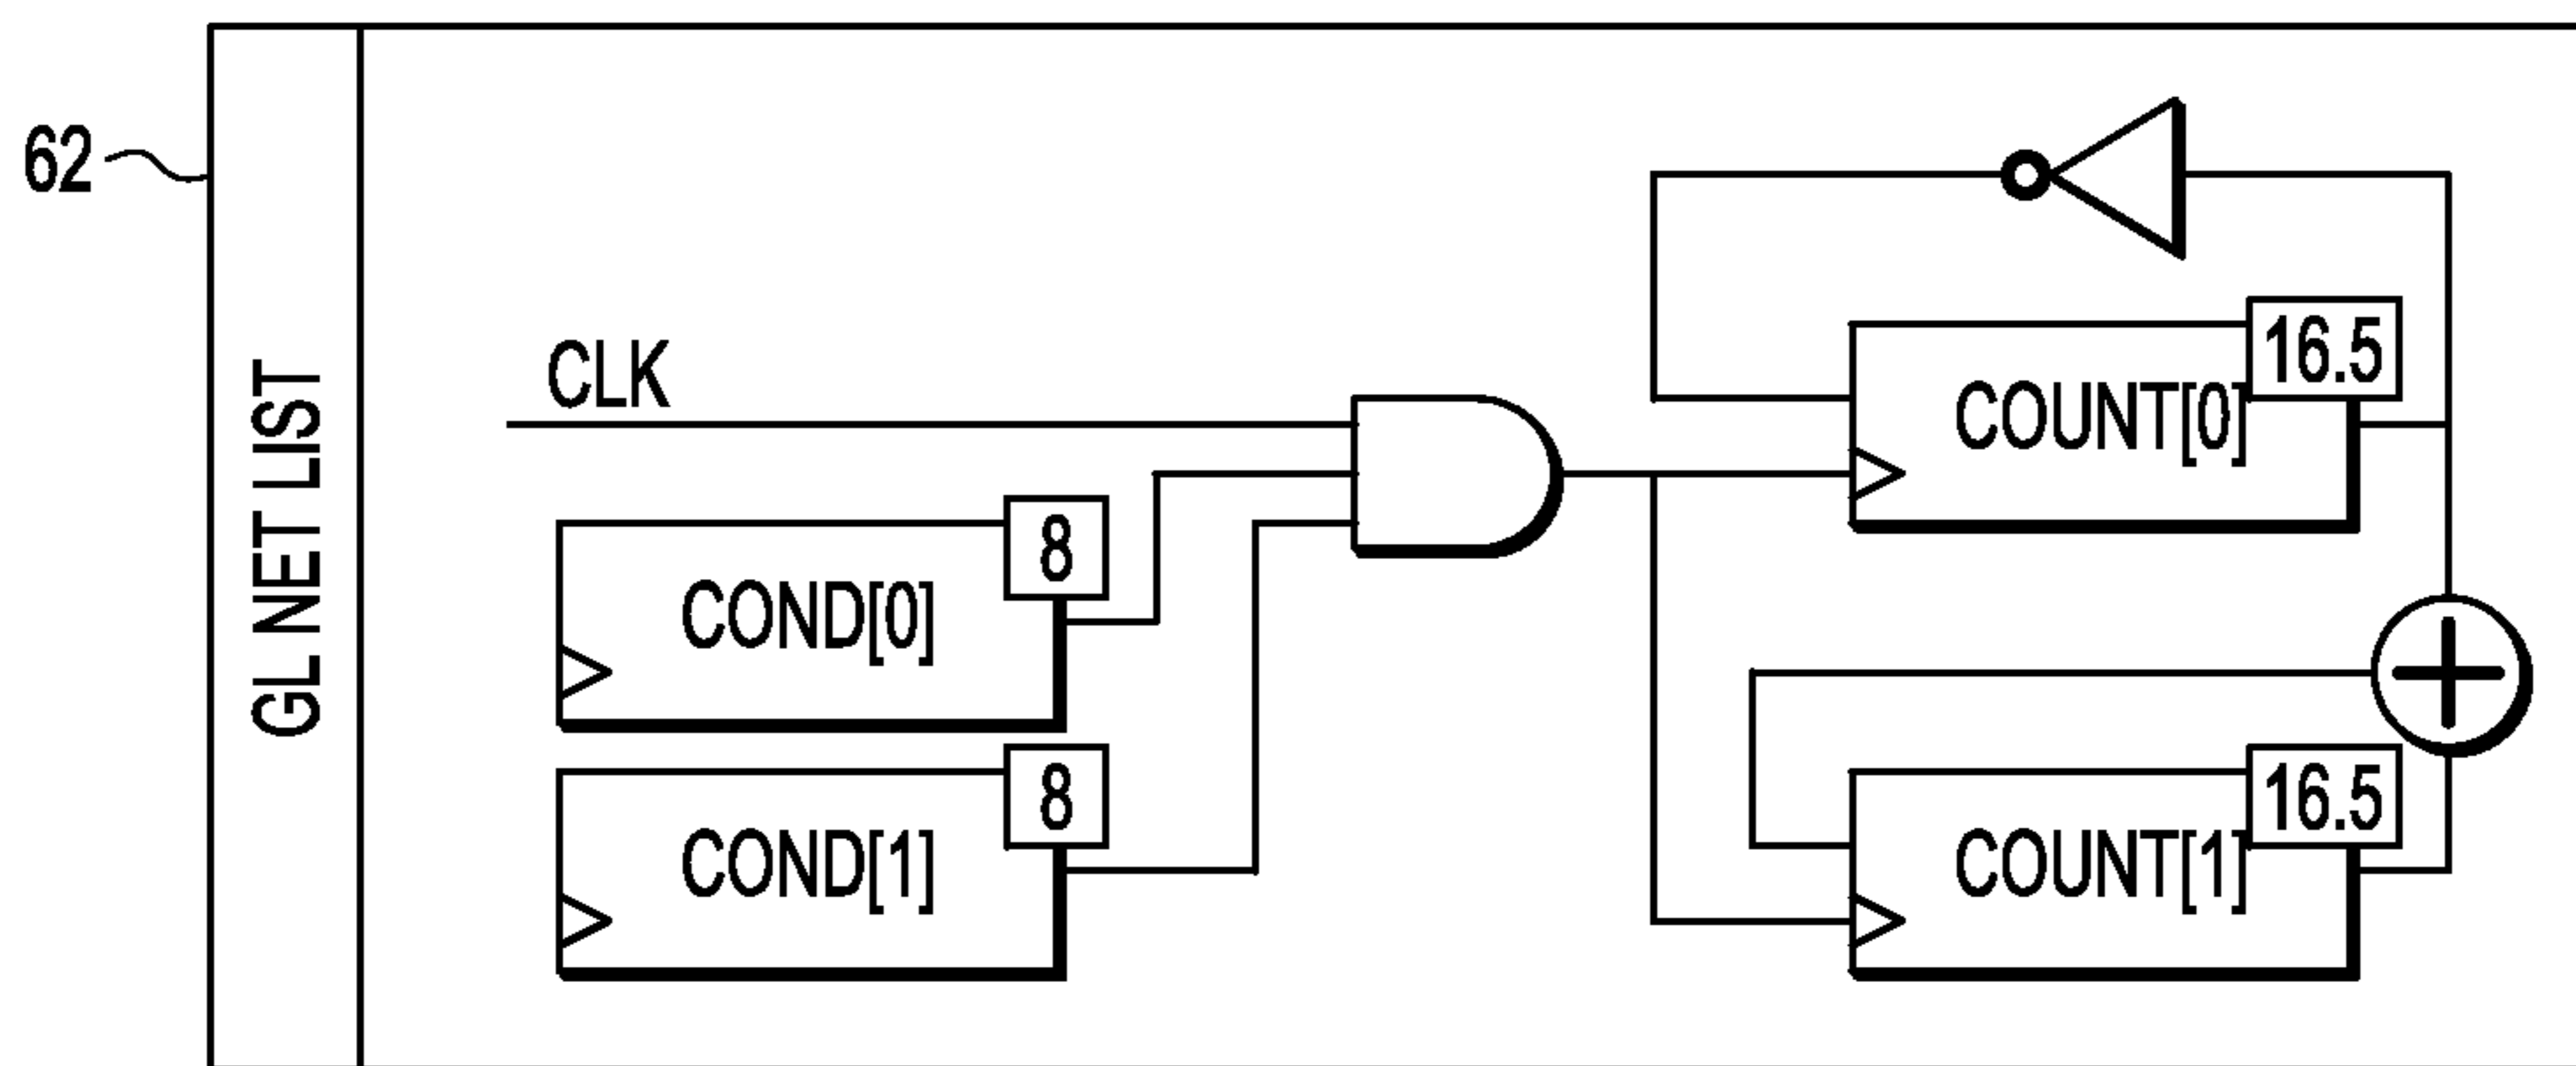 62
GL NET LIST
CLK
16.5
COUNT[0]
8
COND[0]
8
COND[1]
16.5
COUNT[1]